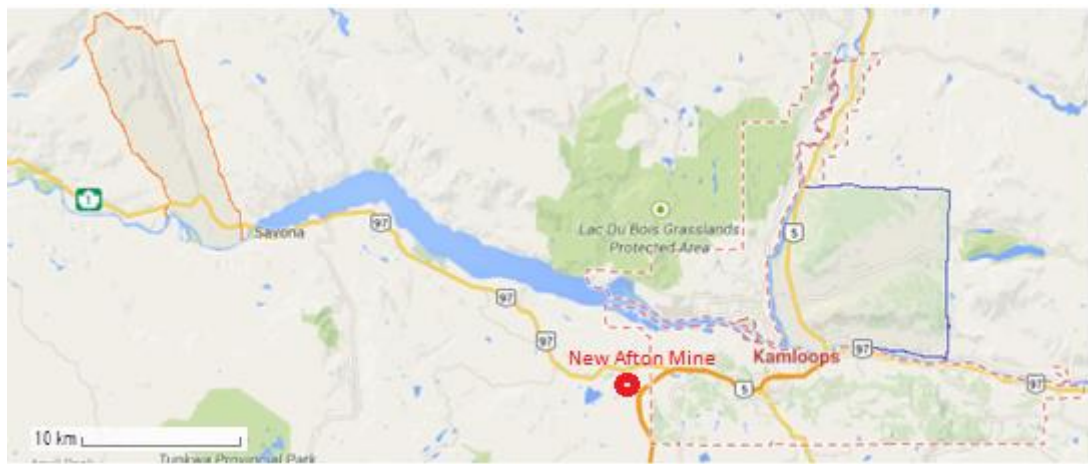 1
97
Savona
Lac Du Bois Grasslands
Protected Area
5
97
97
New Afton Mine
Kamloops
97
5
97
10 km
Tunkwa Provincial Park